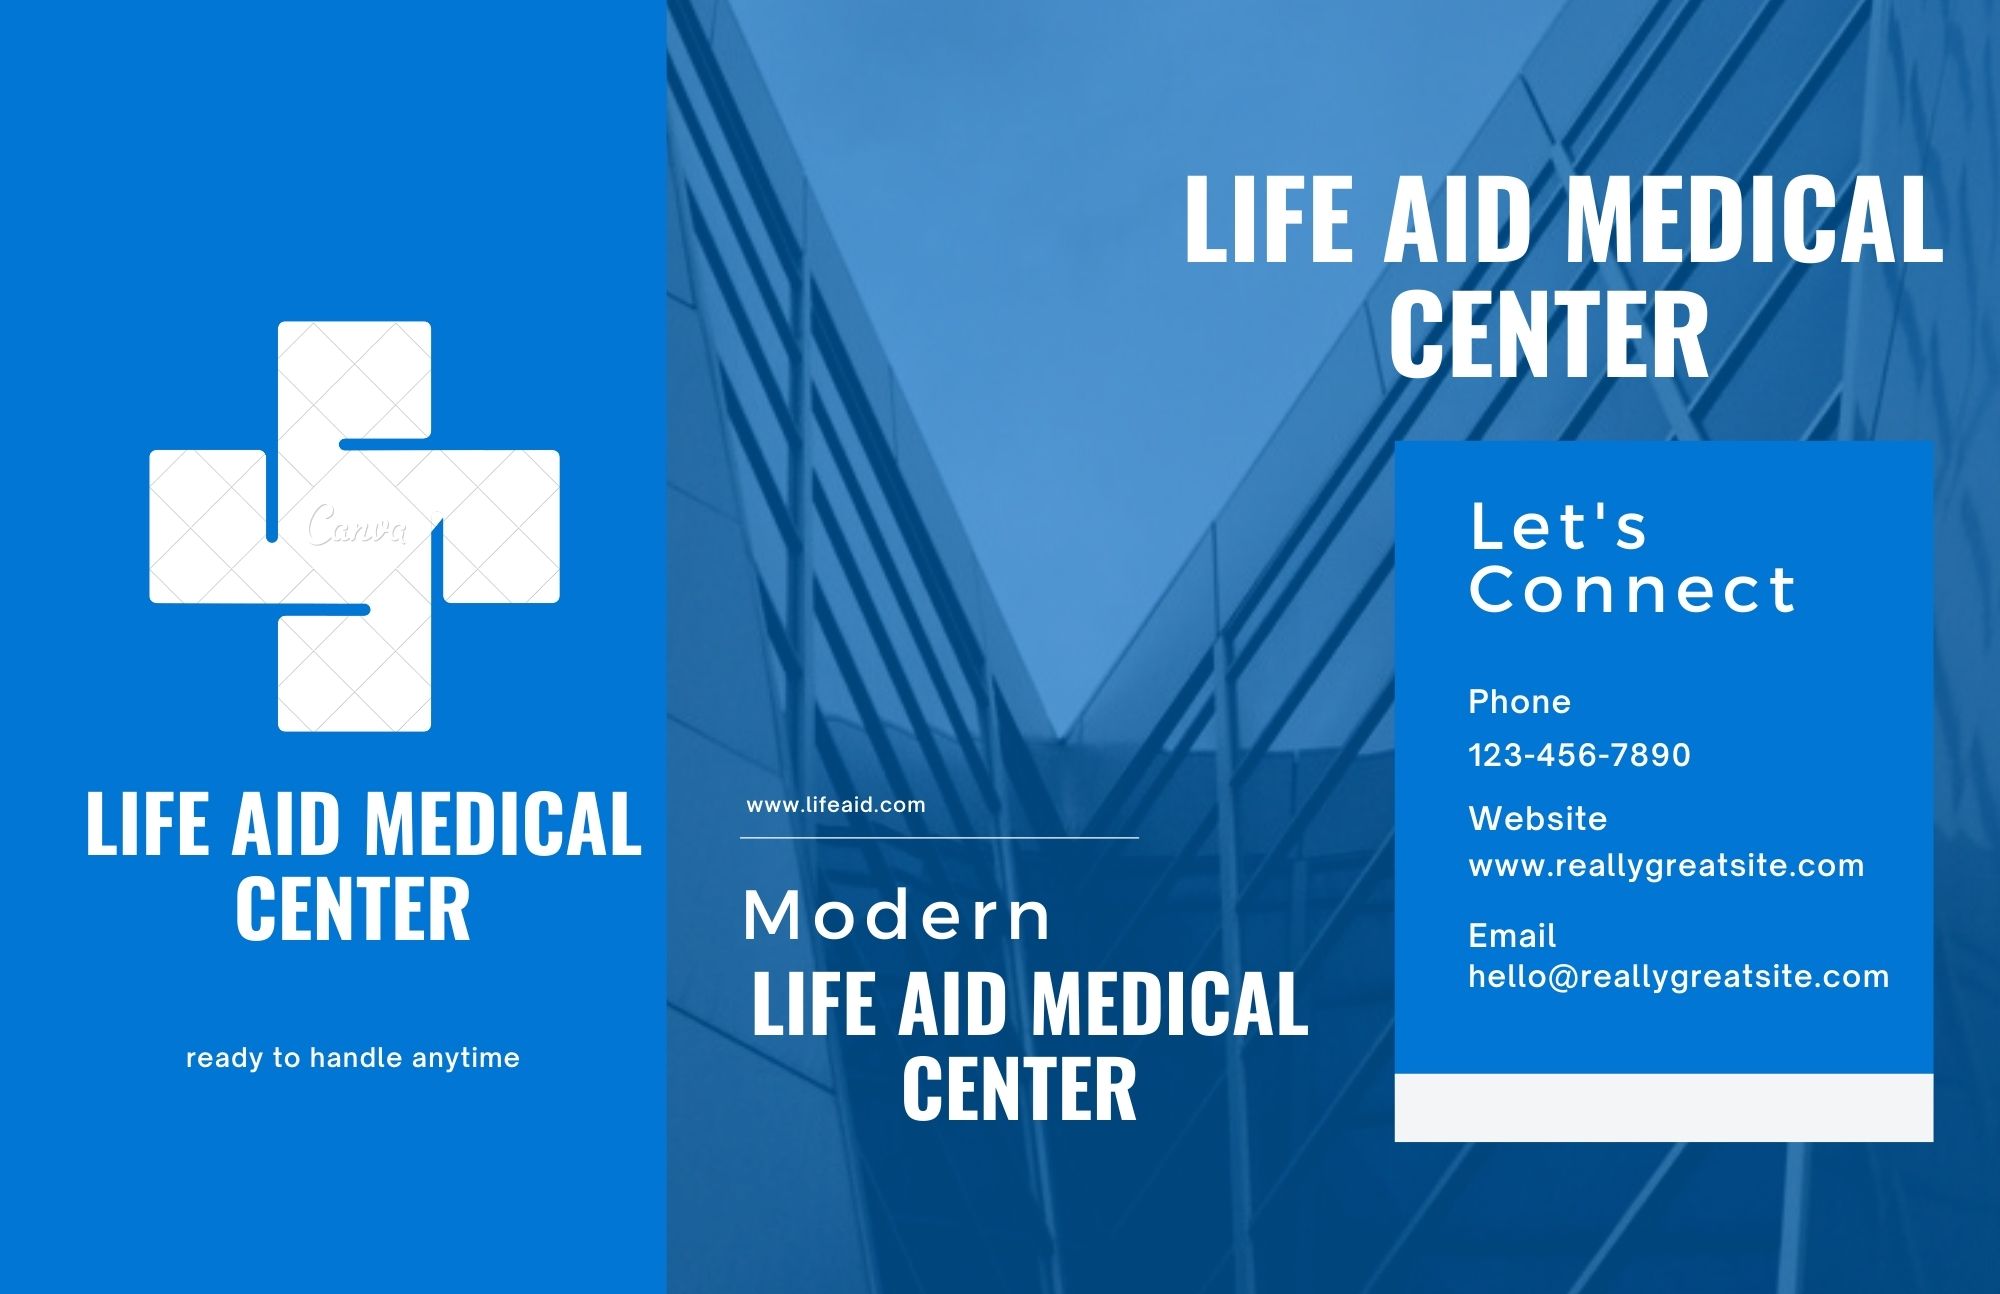 Canva
LIFE AID MEDICAL
CENTER
ready to handle anytime
www.lifeaid.com
Modern
LIFE AID MEDICAL
CENTER
LIFE AID MEDICAL
CENTER
Let's
Connect
Phone
123-456-7890
Website
www.reallygreatsite.com
Email
hello@reallygreatsite.com